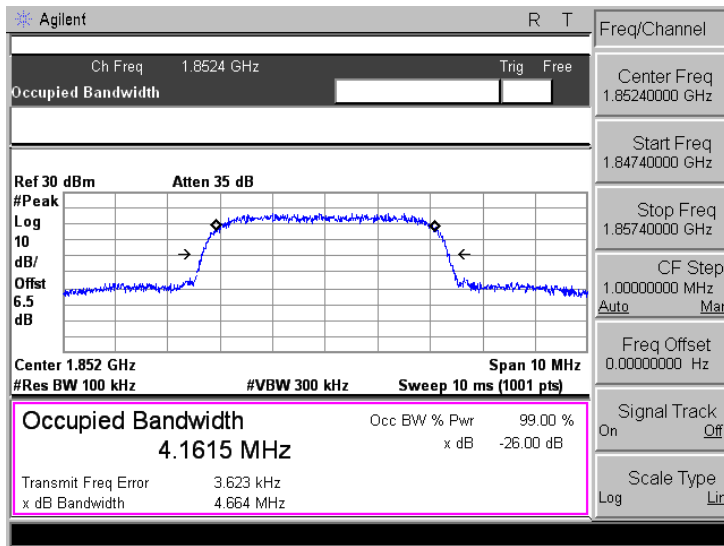 Agilent R T
Ch Freq 1.8524 GHz Trig Free
Occupied Bandwidth
Ref 30 dBm Atten 35 dB
#Peak
Log
10
dB/
Offst
6.5
dB
Center 1.852 GHz Span 10 MHz
#Res BW 100 kHz #VBW 300 kHz Sweep 10 ms (1001 pts)
Occupied Bandwidth
4.1615 MHz
Occ BW % Pwr 99.00 %
x dB -26.00 dB
Transmit Freq Error 3.623 kHz
x dB Bandwidth 4.664 MHz
Freq/Channel
Center Freq
1.85240000 GHz
Start Freq
1.84740000 GHz
Stop Freq
1.85740000 GHz
CF Step
1.00000000 MHz
Auto Mar
Freq Offset
0.00000000 Hz
Signal Track
On Off
Scale Type
Log Lin